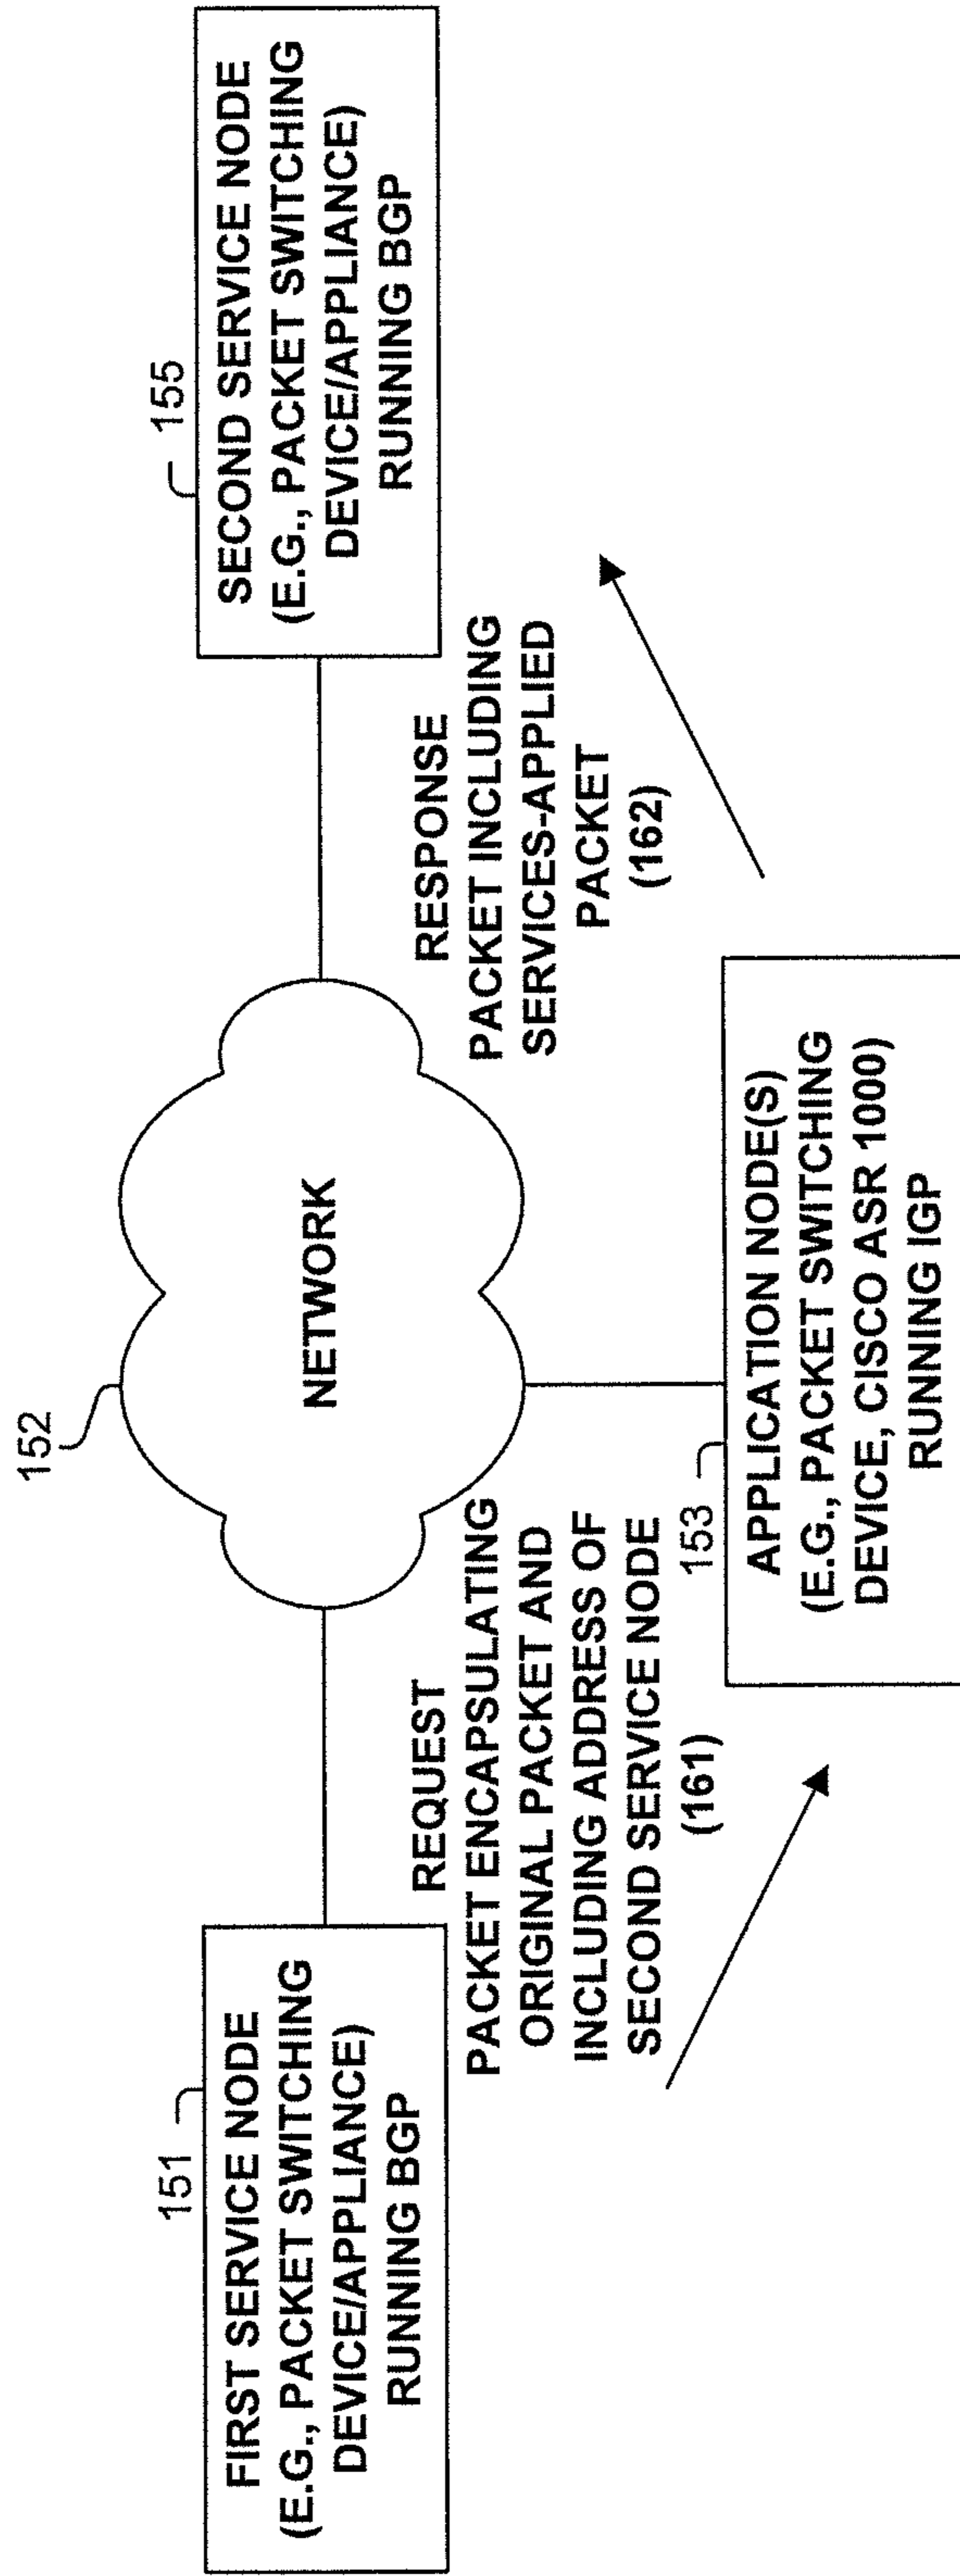 151
FIRST SERVICE NODE
(E.G., PACKET SWITCHING
DEVICE/APPLIANCE)
RUNNING BGP
152
NETWORK
155
SECOND SERVICE NODE
(E.G., PACKET SWITCHING
DEVICE/APPLIANCE)
RUNNING BGP
REQUEST
PACKET ENCAPSULATING
ORIGINAL PACKET AND
INCLUDING ADDRESS OF
SECOND SERVICE NODE
(161)
RESPONSE
PACKET INCLUDING
SERVICES-APPLIED
PACKET
(162)
153
APPLICATION NODE(S)
(E.G., PACKET SWITCHING
DEVICE, CISCO ASR 1000)
RUNNING IGP